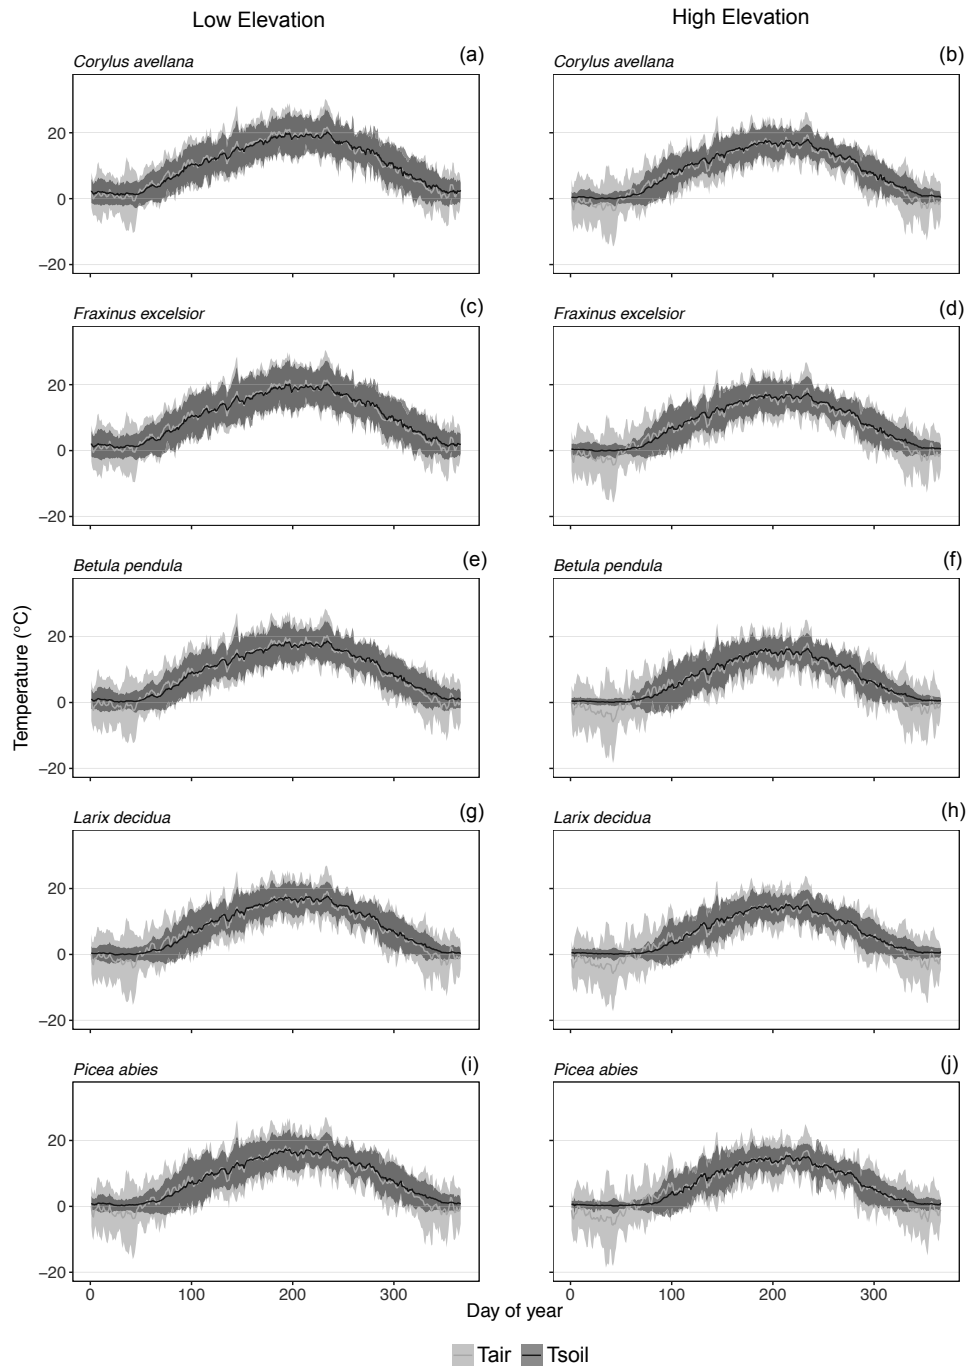 Low Elevation
High Elevation
Corylus avellana
(a)
Corylus avellana
(b)
20
0
−20
Fraxinus excelsior
(c)
Fraxinus excelsior
(d)
20
0
−20
Betula pendula
(e)
Betula pendula
(f)
20
0
−20
Temperature (°C)
Larix decidua
(g)
Larix decidua
(h)
20
0
−20
Picea abies
(i)
Picea abies
(j)
20
0
−20
0 100 200 300
0 100 200 300
Day of year
Tair Tsoil